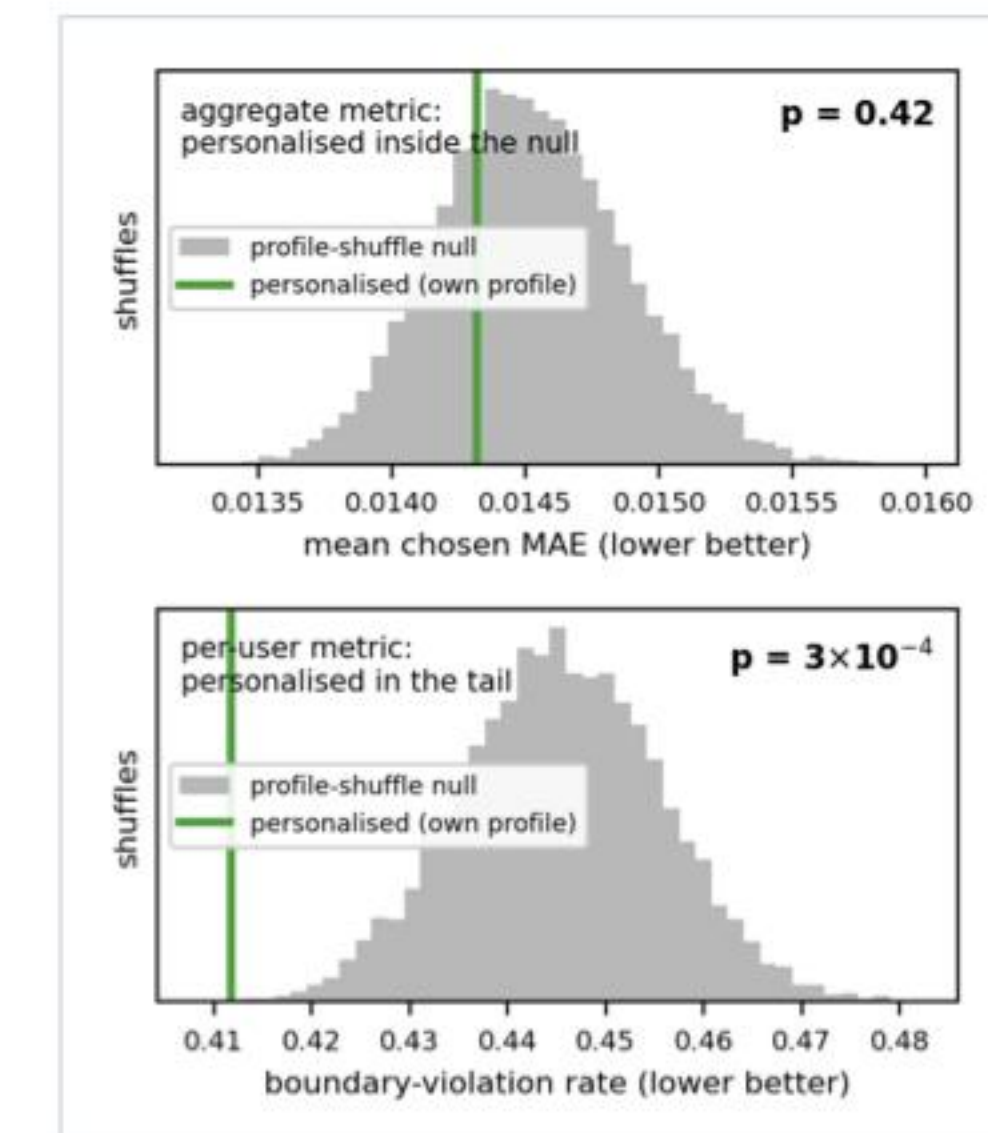 aggregate metric:
personalised inside the null
p = 0.42
profile-shuffle null
personalised (own profile)
shuffles
0.0135 0.0140 0.0145 0.0150 0.0155 0.0160
mean chosen MAE (lower better)
per-user metric:
personalised in the tail
p = 3×10⁻⁴
profile-shuffle null
personalised (own profile)
shuffles
0.41 0.42 0.43 0.44 0.45 0.46 0.47 0.48
boundary-violation rate (lower better)